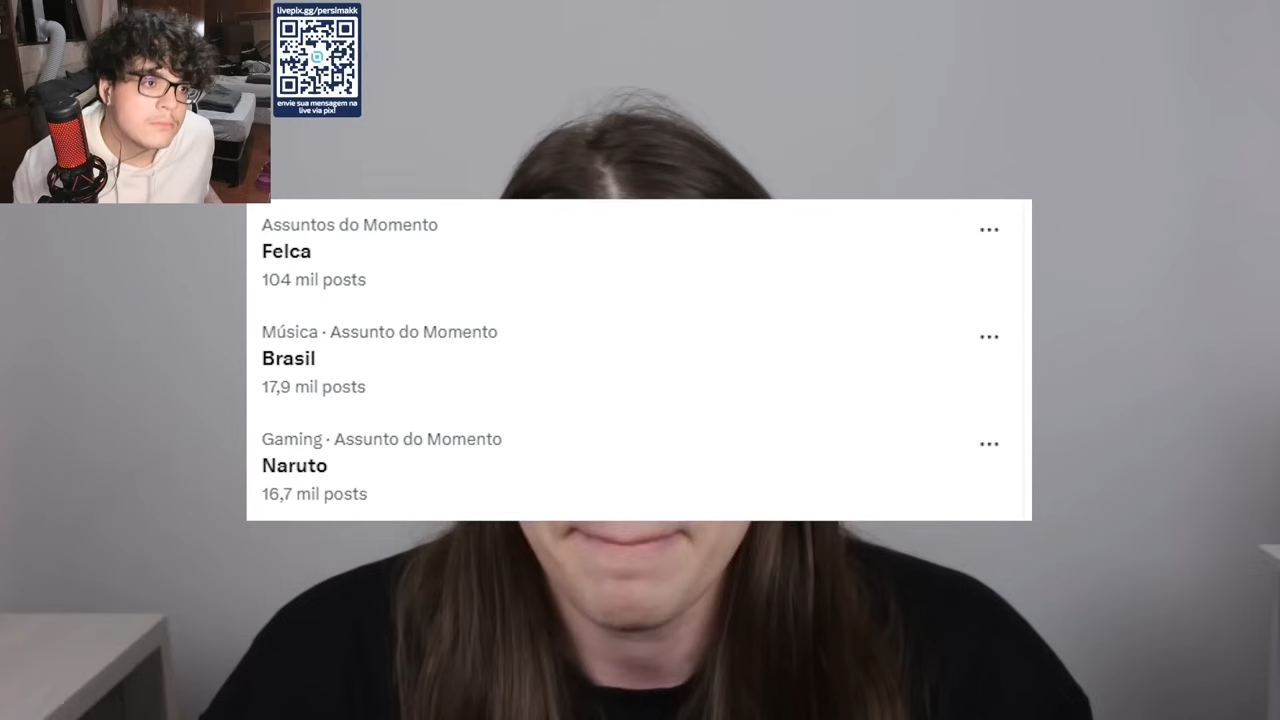 livepix.gg/persimakk
envie sua mensagem na
live via pix!
Assuntos do Momento
Felca
104 mil posts
Música · Assunto do Momento
Brasil
17,9 mil posts
Gaming · Assunto do Momento
Naruto
16,7 mil posts